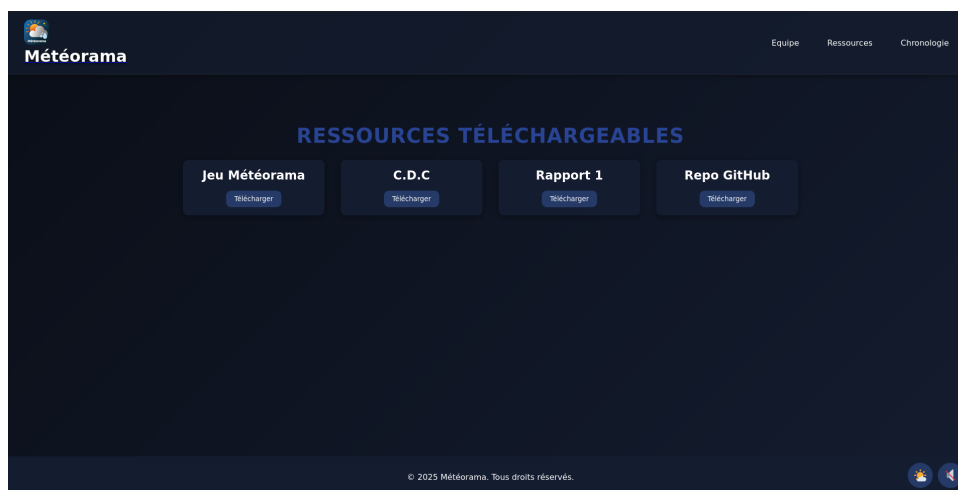 Météorama
Equipe
Ressources
Chronologie
RESSOURCES TÉLÉCHARGEABLES
Jeu Météorama
Télécharger
C.D.C
Télécharger
Rapport 1
Télécharger
Repo GitHub
Télécharger
© 2025 Météorama. Tous droits réservés.